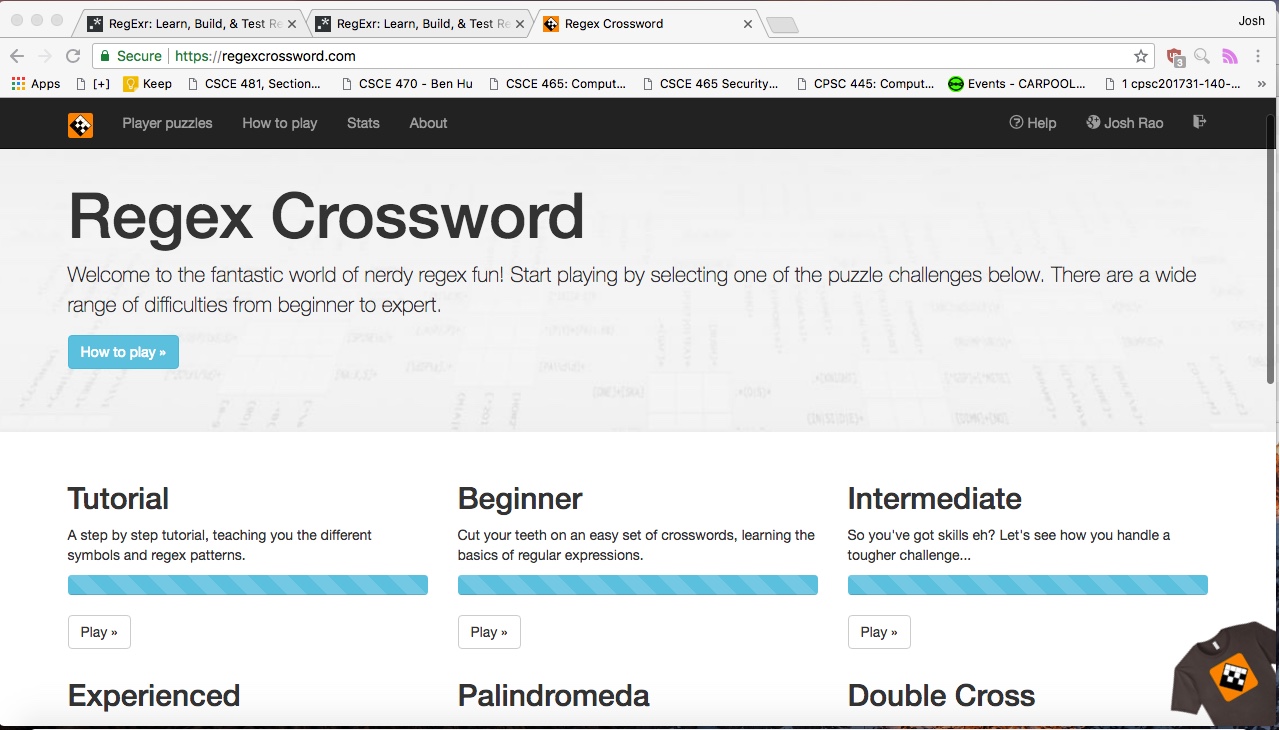 RegExr: Learn, Build, & Test Re
RegExr: Learn, Build, & Test Re
Regex Crossword
Josh
Secure
https://regexcrossword.com
3
Apps
[+]
Keep
CSCE 481, Section...
CSCE 470 - Ben Hu
CSCE 465: Comput...
CSCE 465 Security...
CPSC 445: Comput...
Events - CARPOOL...
1 cpsc201731-140-...
»
Player puzzles
How to play
Stats
About
Help
Josh Rao
Regex Crossword
Welcome to the fantastic world of nerdy regex fun! Start playing by selecting one of the puzzle challenges below. There are a wide
range of difficulties from beginner to expert.
How to play »
Tutorial
A step by step tutorial, teaching you the different
symbols and regex patterns.
Play »
Beginner
Cut your teeth on an easy set of crosswords, learning the
basics of regular expressions.
Play »
Intermediate
So you've got skills eh? Let's see how you handle a
tougher challenge...
Play »
Experienced
Palindromeda
Double Cross